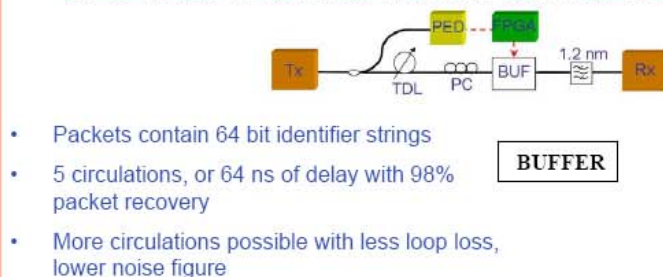 PED
FPGA
1.2 nm
Tx
BUF
Rx
TDL
PC
• Packets contain 64 bit identifier strings
BUFFER
• 5 circulations, or 64 ns of delay with 98%
packet recovery
• More circulations possible with less loop loss,
lower noise figure